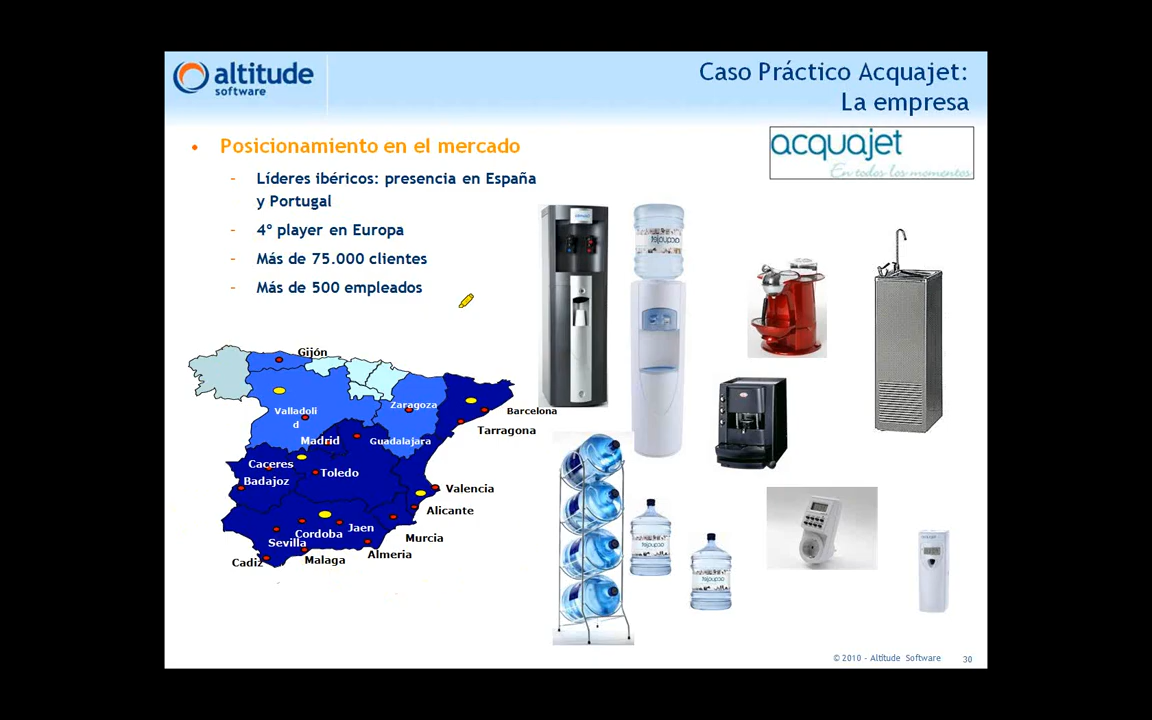 altitude
software
Caso Práctico Acquajet:
La empresa
acquajet
En todos los momentos
• Posicionamiento en el mercado
– Líderes ibéricos: presencia en España
y Portugal
– 4º player en Europa
– Más de 75.000 clientes
– Más de 500 empleados
Gijón
Valladoli
d
Zaragoza
Barcelona
Tarragona
Madrid
Guadalajara
Caceres
Toledo
Badajoz
Valencia
Alicante
Jaen
Cordoba
Murcia
Sevilla
Almeria
Malaga
Cadiz
© 2010 - Altitude Software
30